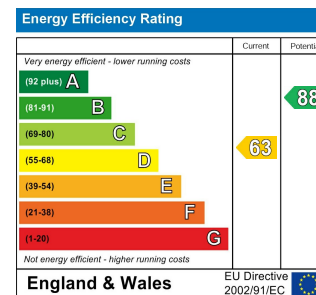 Energy Efficiency Rating
Current
Very energy efficient - lower running costs
(92 plus) A
(81-91) B
88
(69-80) C
63
(55-68) D
(39-54) E
(21-38) F
(1-20) G
Not energy efficient - higher running costs
England & Wales
EU Directive
2002/91/EC